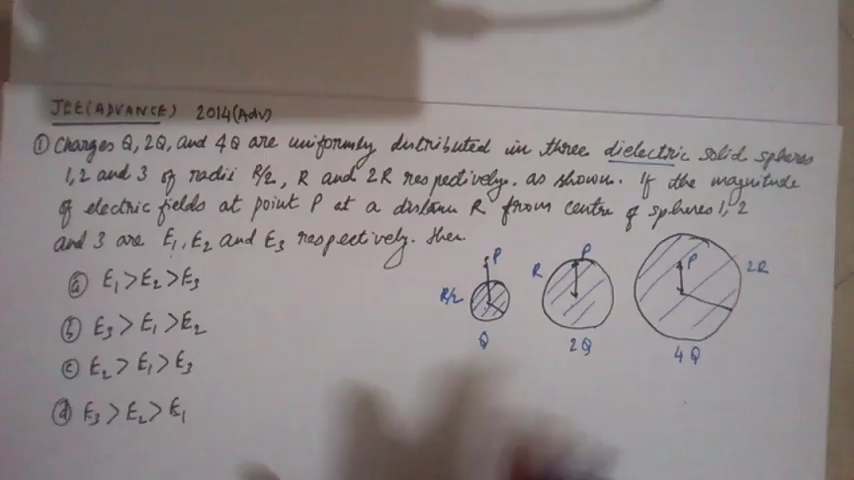 JEE(ADVANCE) 2014(Adv)
① Charges Q, 2Q, and 4Q are uniformly distributed in three dielectric solid spheres
1,2 and 3 of radii R/2, R and 2R respectively. as shown. If the magnitude
of electric fields at point P at a distan R from centre of spheres 1, 2
and 3 are E1, E2 and E3 respectively. then
ⓐ E1 > E2 > E3
ⓑ E3 > E1 > E2
ⓒ E2 > E1 > E3
ⓓ E3 > E2 > E1
P
R/2
Q
P
R
2Q
P
2R
4Q